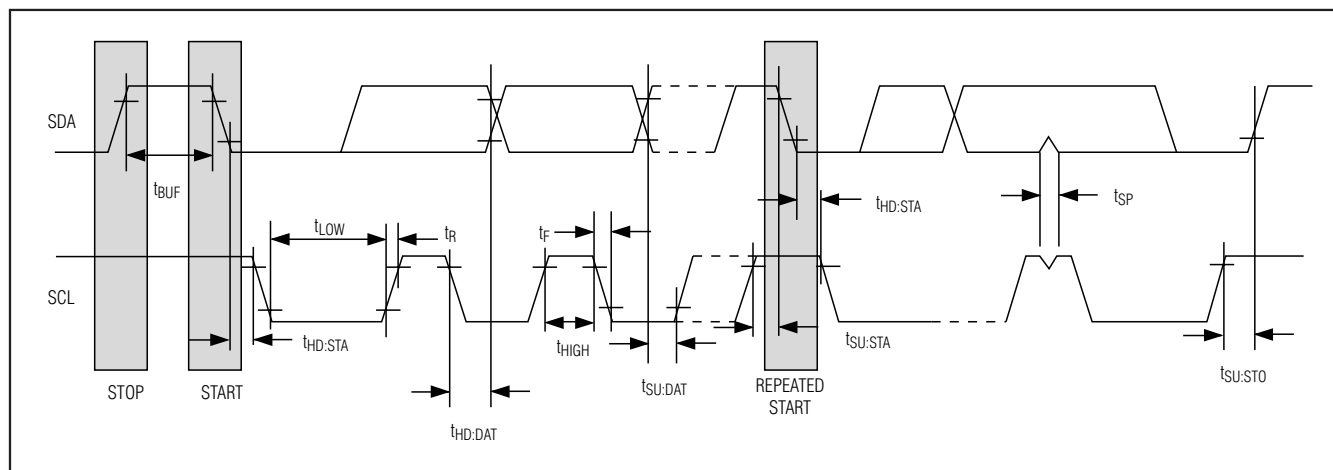 SDA
tBUF
tHD:STA
tSP
tLOW
tR
tF
SCL
tHD:STA
tHIGH
tSU:STA
tSU:DAT
tSU:STO
STOP
START
REPEATED
START
tHD:DAT